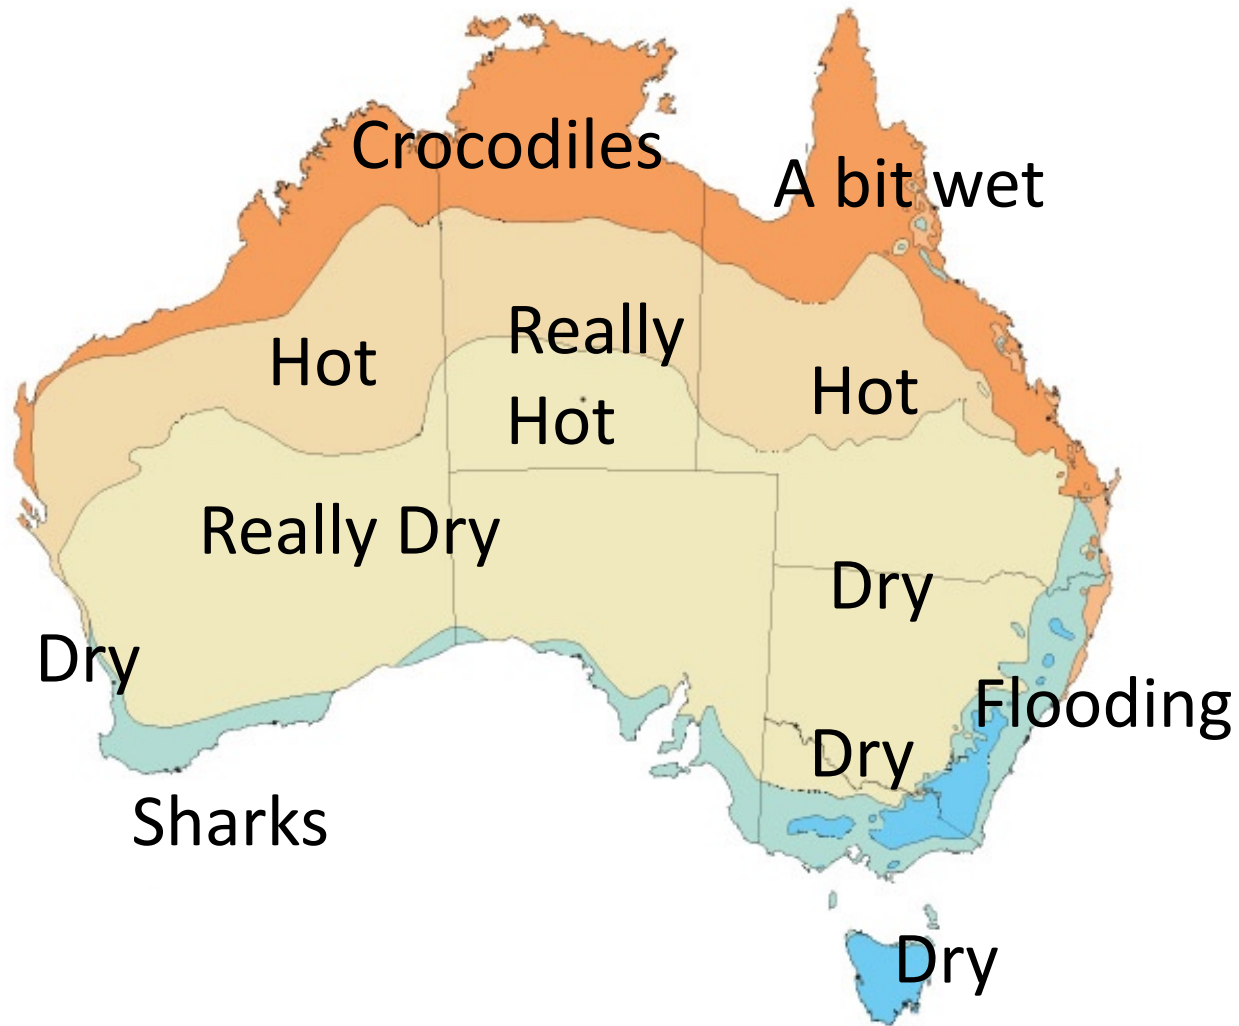 Crocodiles
A bit wet
Really
Hot
Hot
Hot
Really Dry
Dry
Dry
Flooding
Dry
Sharks
Dry